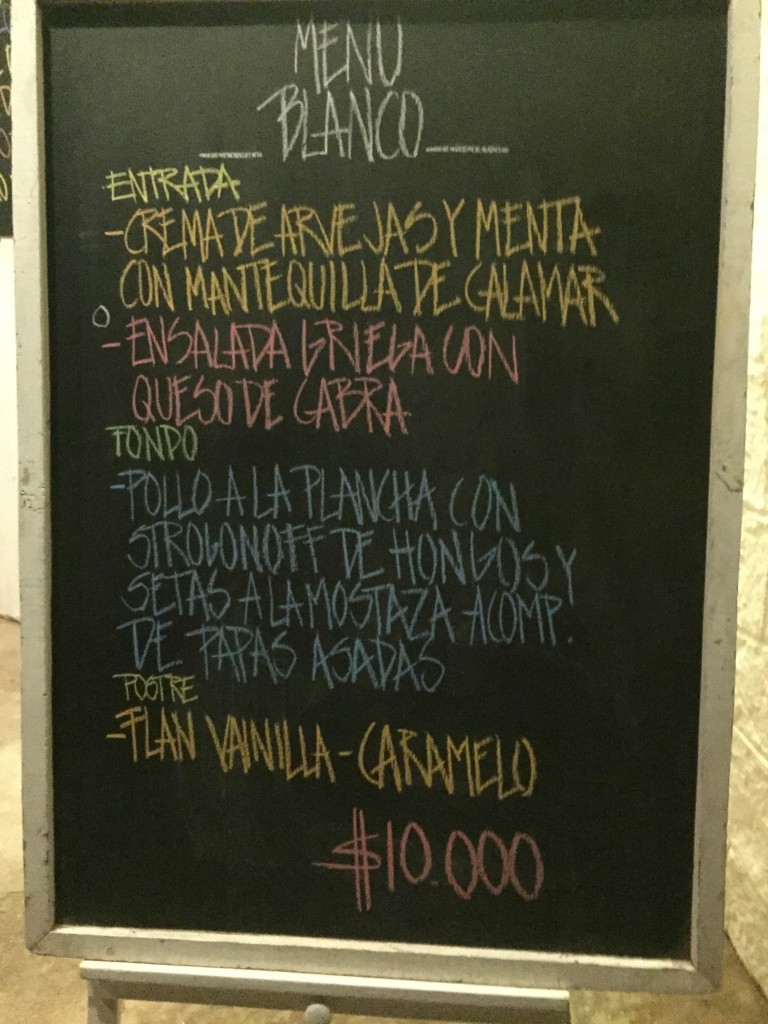 MENU
BLANCO
ENTRADA
-CREMA DE ARVEJAS Y MENTA
CON MANTEQUILLA DE CALAMAR
O
- ENSALADA GRIEGA CON
QUESO DE CABRA
FONDO
-POLLO A LA PLANCHA CON
STROGONOFF DE HONGOS Y
SETAS A LA MOSTAZA ACOMP.
DE PAPAS ASADAS
POSTRE
-FLAN VAINILLA-CARAMELO
$10.000